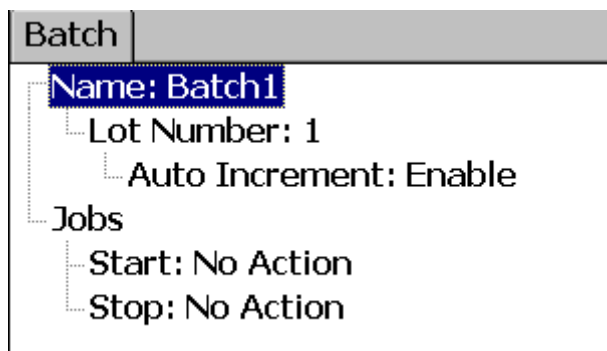 Batch
Name: Batch1
Lot Number: 1
Auto Increment: Enable
Jobs
Start: No Action
Stop: No Action